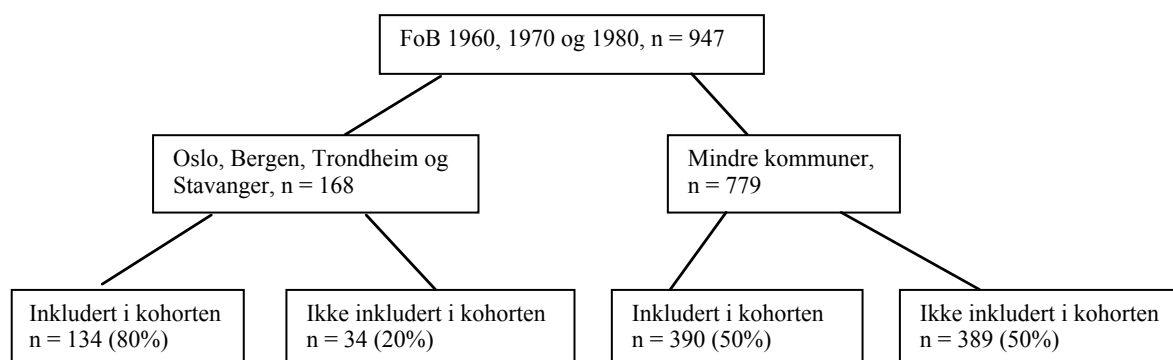 FoB 1960, 1970 og 1980, n = 947
Oslo, Bergen, Trondheim og
Stavanger, n = 168
Mindre kommuner,
n = 779
Inkludert i kohorten
n = 134 (80%)
Ikke inkludert i kohorten
n = 34 (20%)
Inkludert i kohorten
n = 390 (50%)
Ikke inkludert i kohorten
n = 389 (50%)